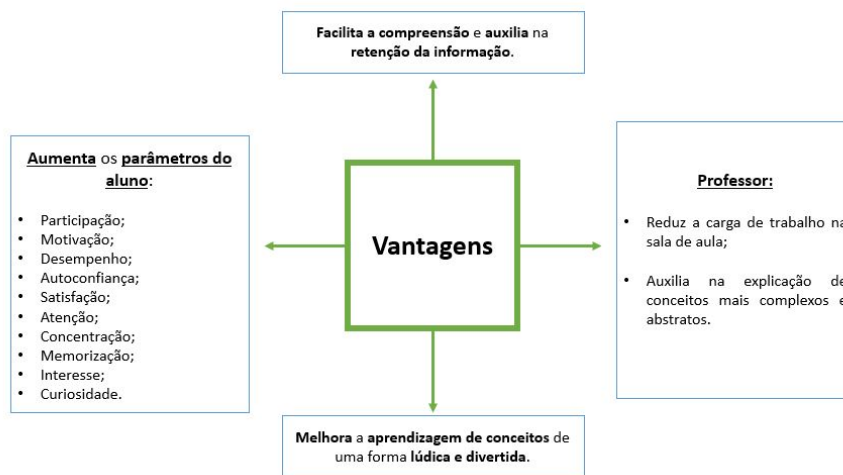 Facilita a compreensão e auxilia na
retenção da informação.
Aumenta os parâmetros do
aluno:
• Participação;
• Motivação;
• Desempenho;
• Autoconfiança;
• Satisfação;
• Atenção;
• Concentração;
• Memorização;
• Interesse;
• Curiosidade.
Vantagens
Professor:
• Reduz a carga de trabalho na
sala de aula;
• Auxilia na explicação de
conceitos mais complexos e
abstratos.
Melhora a aprendizagem de conceitos de
uma forma lúdica e divertida.